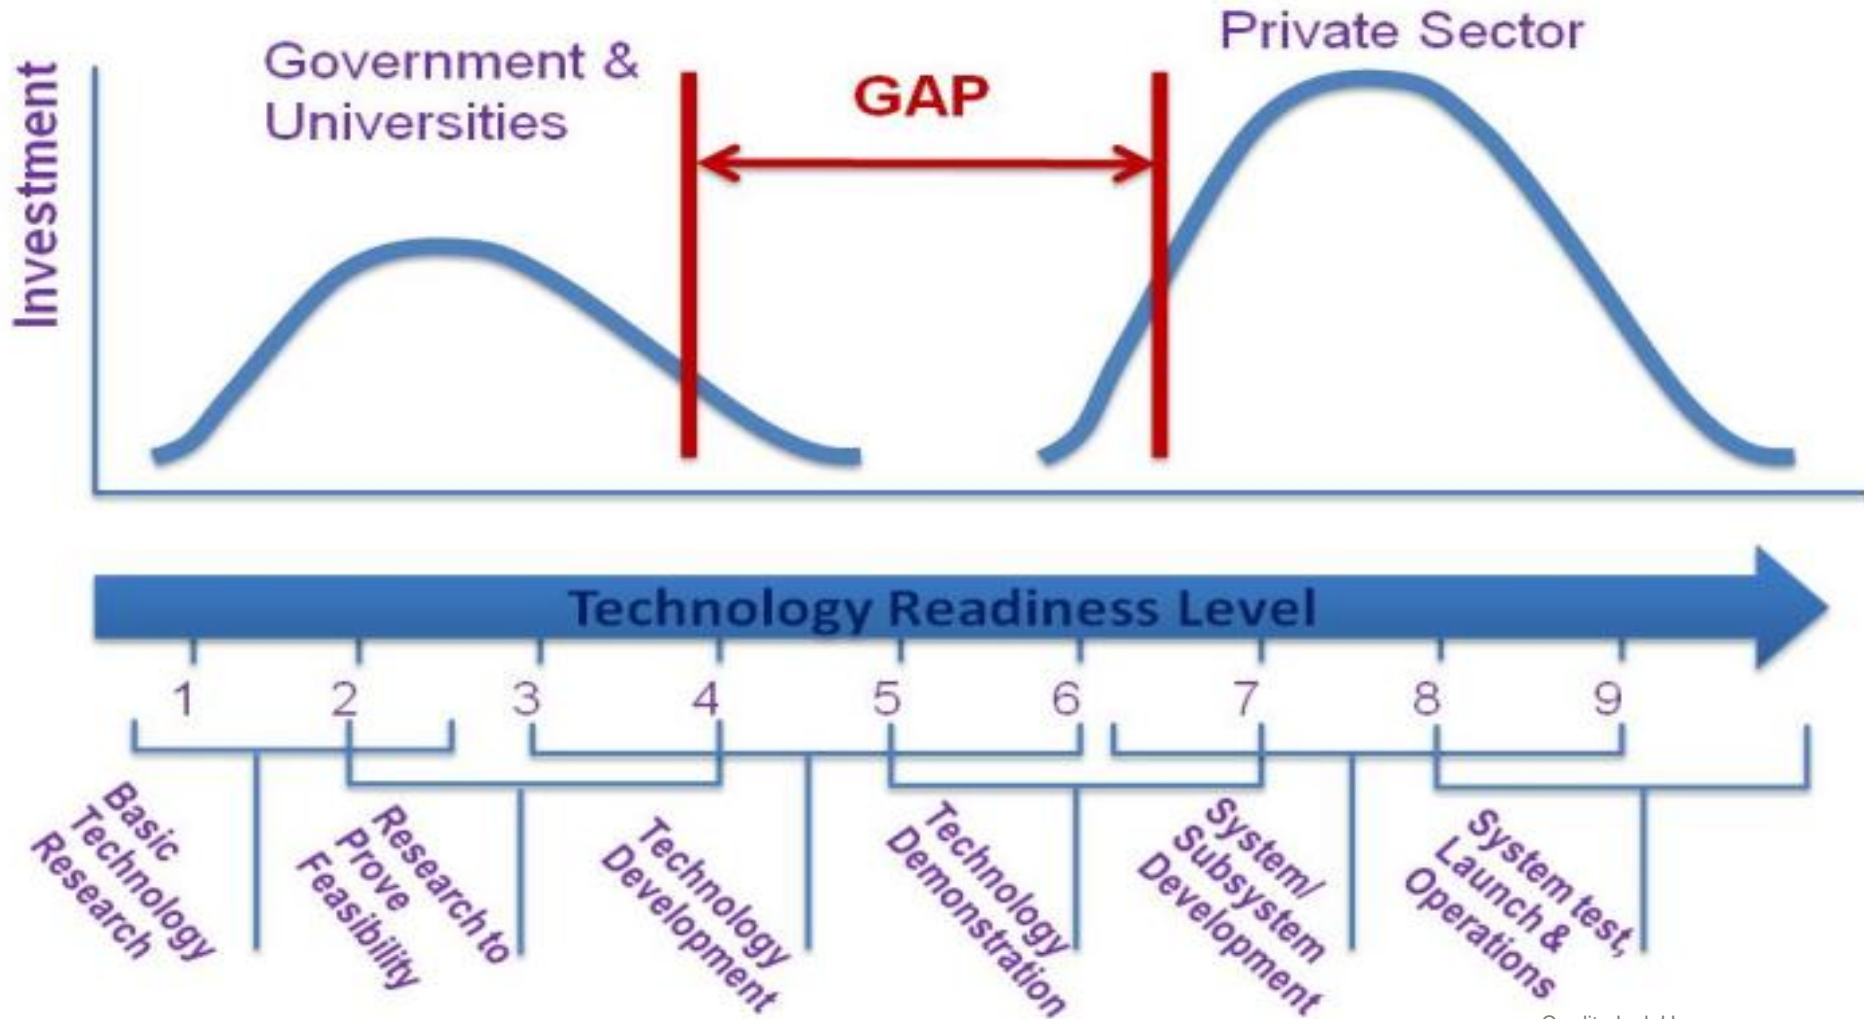 Private Sector
Government &
Universities
GAP
Investment
Technology Readiness Level
1 2 3 4 5 6 7 8 9
Basic
Technology
Research
Research to
Prove
Feasibility
Technology
Development
Technology
Demonstration
System/
Subsystem
Development
System test,
Launch &
Operations